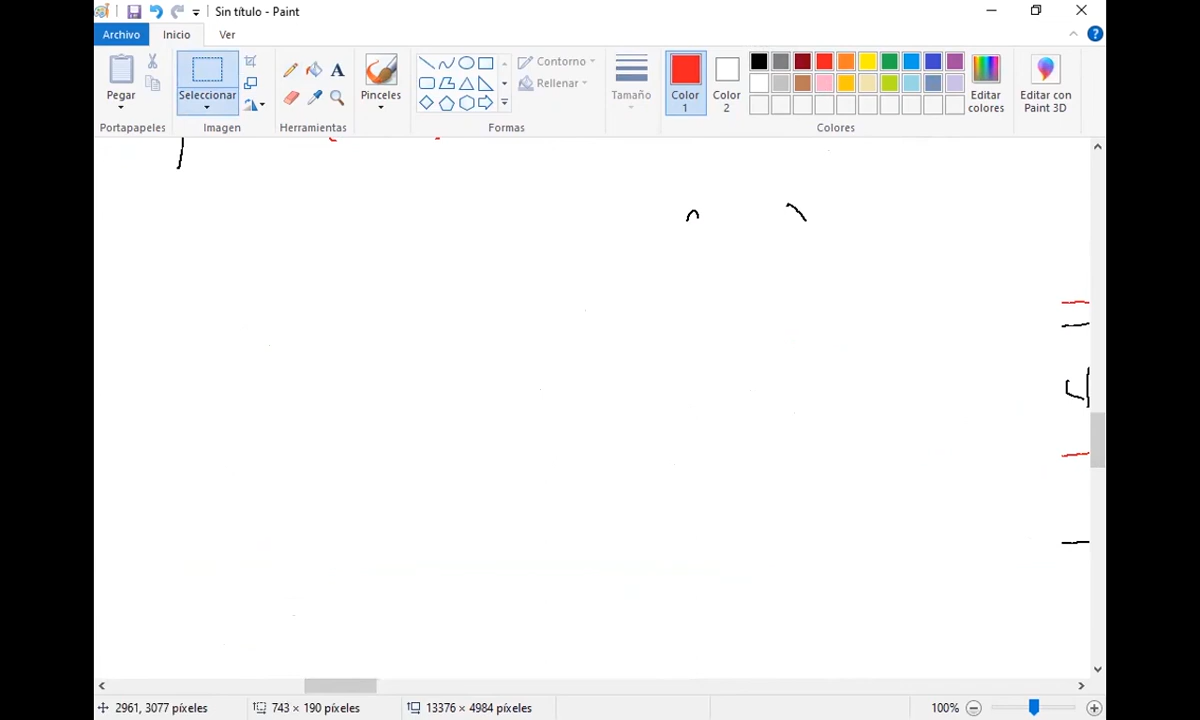 Sin título - Paint
Archivo Inicio Ver
Pegar Seleccionar Pinceles Contorno Rellenar Tamaño Color 1 Color 2 Editar colores Editar con Paint 3D
Portapapeles Imagen Herramientas Formas Colores
4
2961, 3077 píxeles 743 × 190 píxeles 13376 × 4984 píxeles 100%